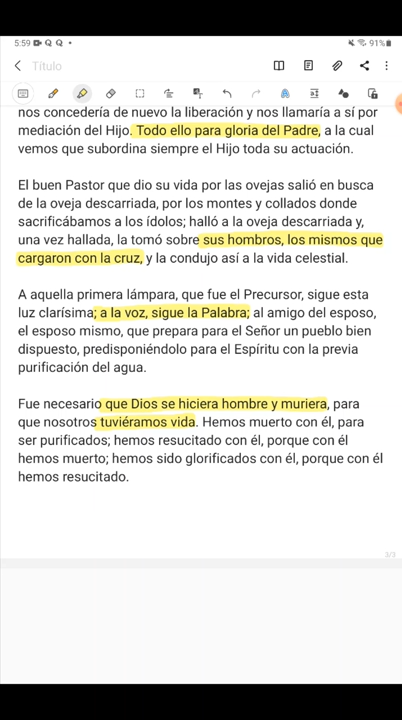 5:59
91%
Título
nos concedería de nuevo la liberación y nos llamaría a sí por
mediación del Hijo. Todo ello para gloria del Padre, a la cual
vemos que subordina siempre el Hijo toda su actuación.
El buen Pastor que dio su vida por las ovejas salió en busca
de la oveja descarriada, por los montes y collados donde
sacrificábamos a los ídolos; halló a la oveja descarriada y,
una vez hallada, la tomó sobre sus hombros, los mismos que
cargaron con la cruz, y la condujo así a la vida celestial.
A aquella primera lámpara, que fue el Precursor, sigue esta
luz clarísima; a la voz, sigue la Palabra; al amigo del esposo,
el esposo mismo, que prepara para el Señor un pueblo bien
dispuesto, predisponiéndolo para el Espíritu con la previa
purificación del agua.
Fue necesario que Dios se hiciera hombre y muriera, para
que nosotros tuviéramos vida. Hemos muerto con él, para
ser purificados; hemos resucitado con él, porque con él
hemos muerto; hemos sido glorificados con él, porque con él
hemos resucitado.
3/3